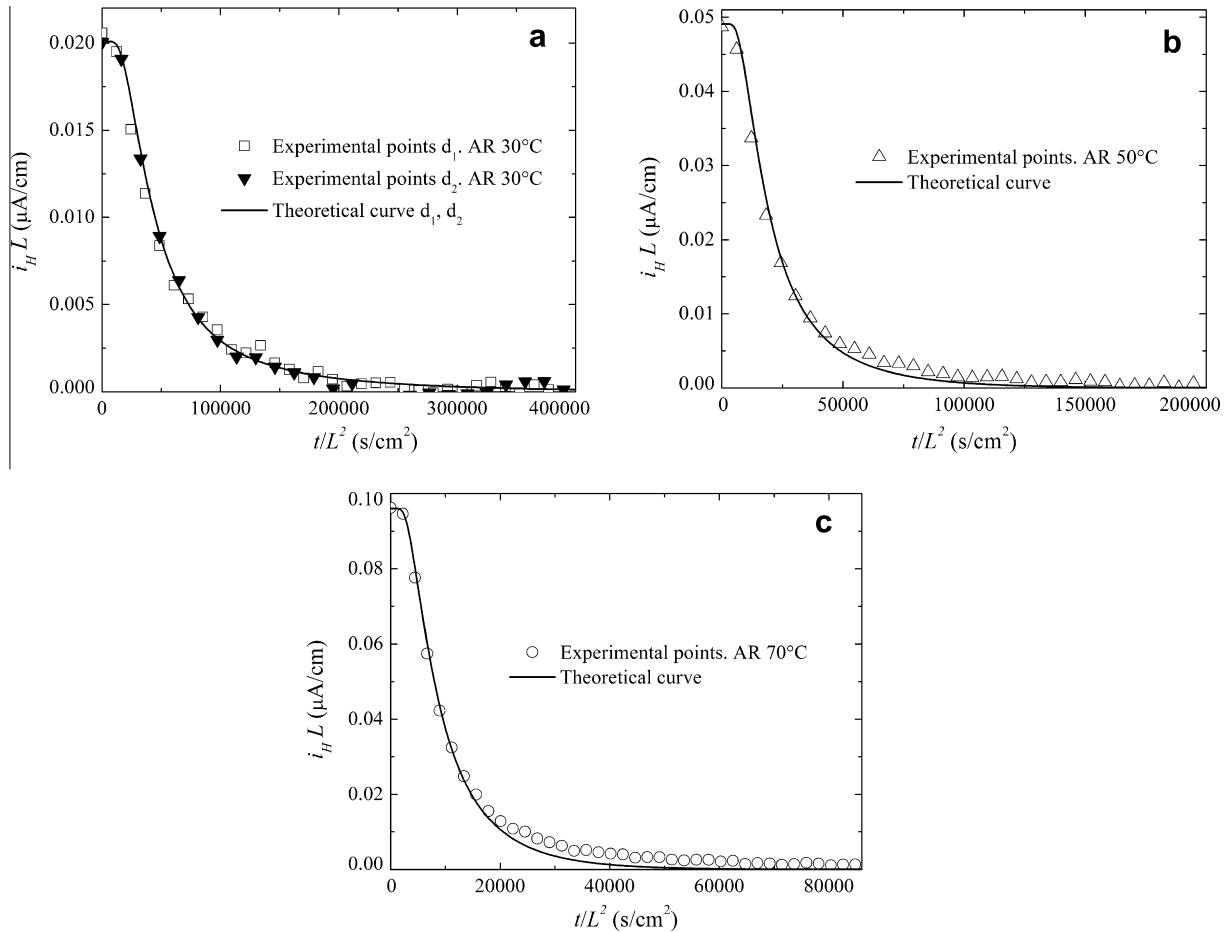 a
0.020
0.015
0.010
0.005
0.000
i_H L (μA/cm)
□ Experimental points d₁. AR 30°C
▼ Experimental points d₂. AR 30°C
Theoretical curve d₁, d₂
0 100000 200000 300000 400000
t/L² (s/cm²)
b
0.05
0.04
0.03
0.02
0.01
0.00
i_H L (μA/cm)
△ Experimental points. AR 50°C
Theoretical curve
0 50000 100000 150000 200000
t/L² (s/cm²)
c
0.10
0.08
0.06
0.04
0.02
0.00
i_H L (μA/cm)
○ Experimental points. AR 70°C
Theoretical curve
0 20000 40000 60000 80000
t/L² (s/cm²)